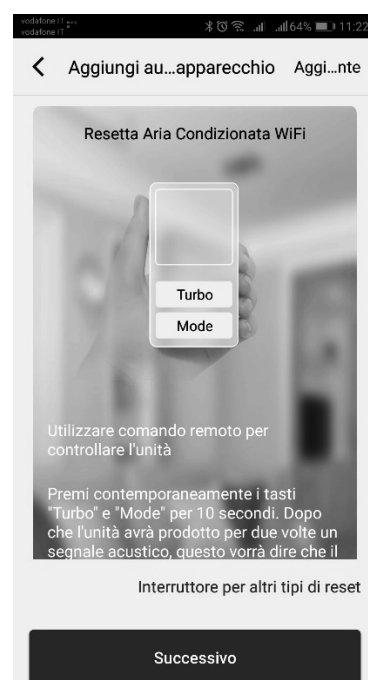 vodafone IT
vodafone IT
64% 11:22
Aggiungi au...apparecchio Aggi...nte
Resetta Aria Condizionata WiFi
Turbo
Mode
Utilizzare comando remoto per
controllare l'unità
Premi contemporaneamente i tasti
"Turbo" e "Mode" per 10 secondi. Dopo
che l'unità avrà prodotto per due volte un
segnale acustico, questo vorrà dire che il
Interruttore per altri tipi di reset
Successivo